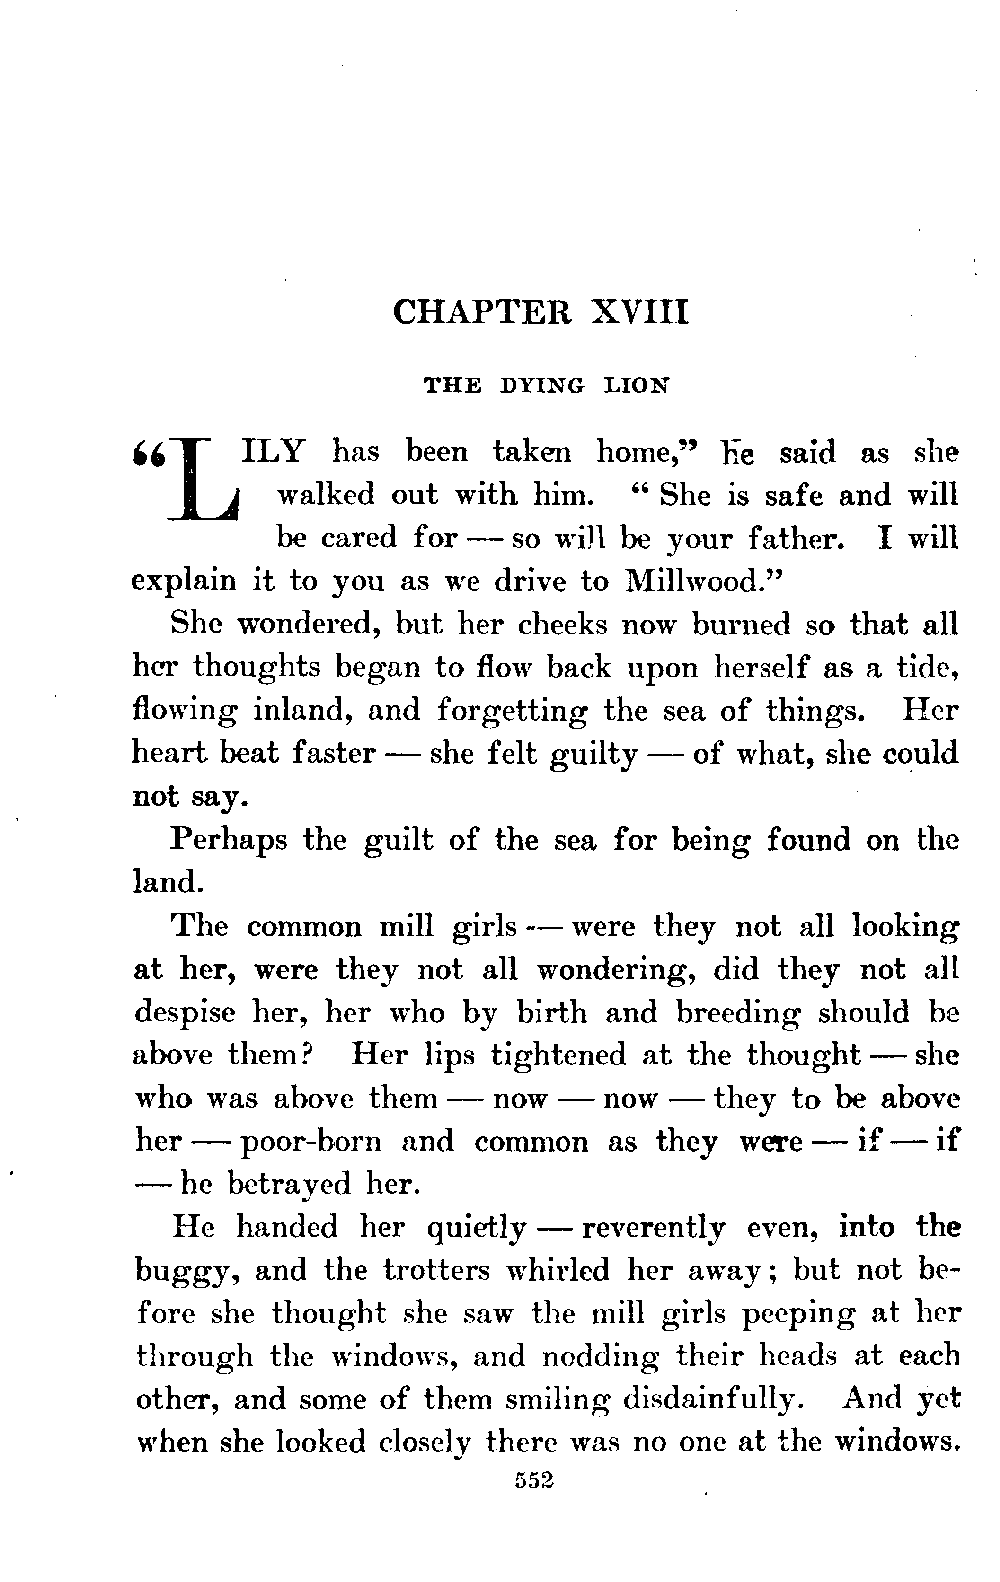 CHAPTER XVIII
THE DYING LION
“LILY has been taken home,” he said as she
walked out with him. “ She is safe and will
be cared for — so will be your father. I will
explain it to you as we drive to Millwood.”
She wondered, but her cheeks now burned so that all
her thoughts began to flow back upon herself as a tide,
flowing inland, and forgetting the sea of things. Her
heart beat faster — she felt guilty — of what, she could
not say.
Perhaps the guilt of the sea for being found on the
land.
The common mill girls — were they not all looking
at her, were they not all wondering, did they not all
despise her, her who by birth and breeding should be
above them? Her lips tightened at the thought — she
who was above them — now — now — they to be above
her — poor-born and common as they were — if — if
— he betrayed her.
He handed her quietly — reverently even, into the
buggy, and the trotters whirled her away; but not be-
fore she thought she saw the mill girls peeping at her
through the windows, and nodding their heads at each
other, and some of them smiling disdainfully. And yet
when she looked closely there was no one at the windows.
552